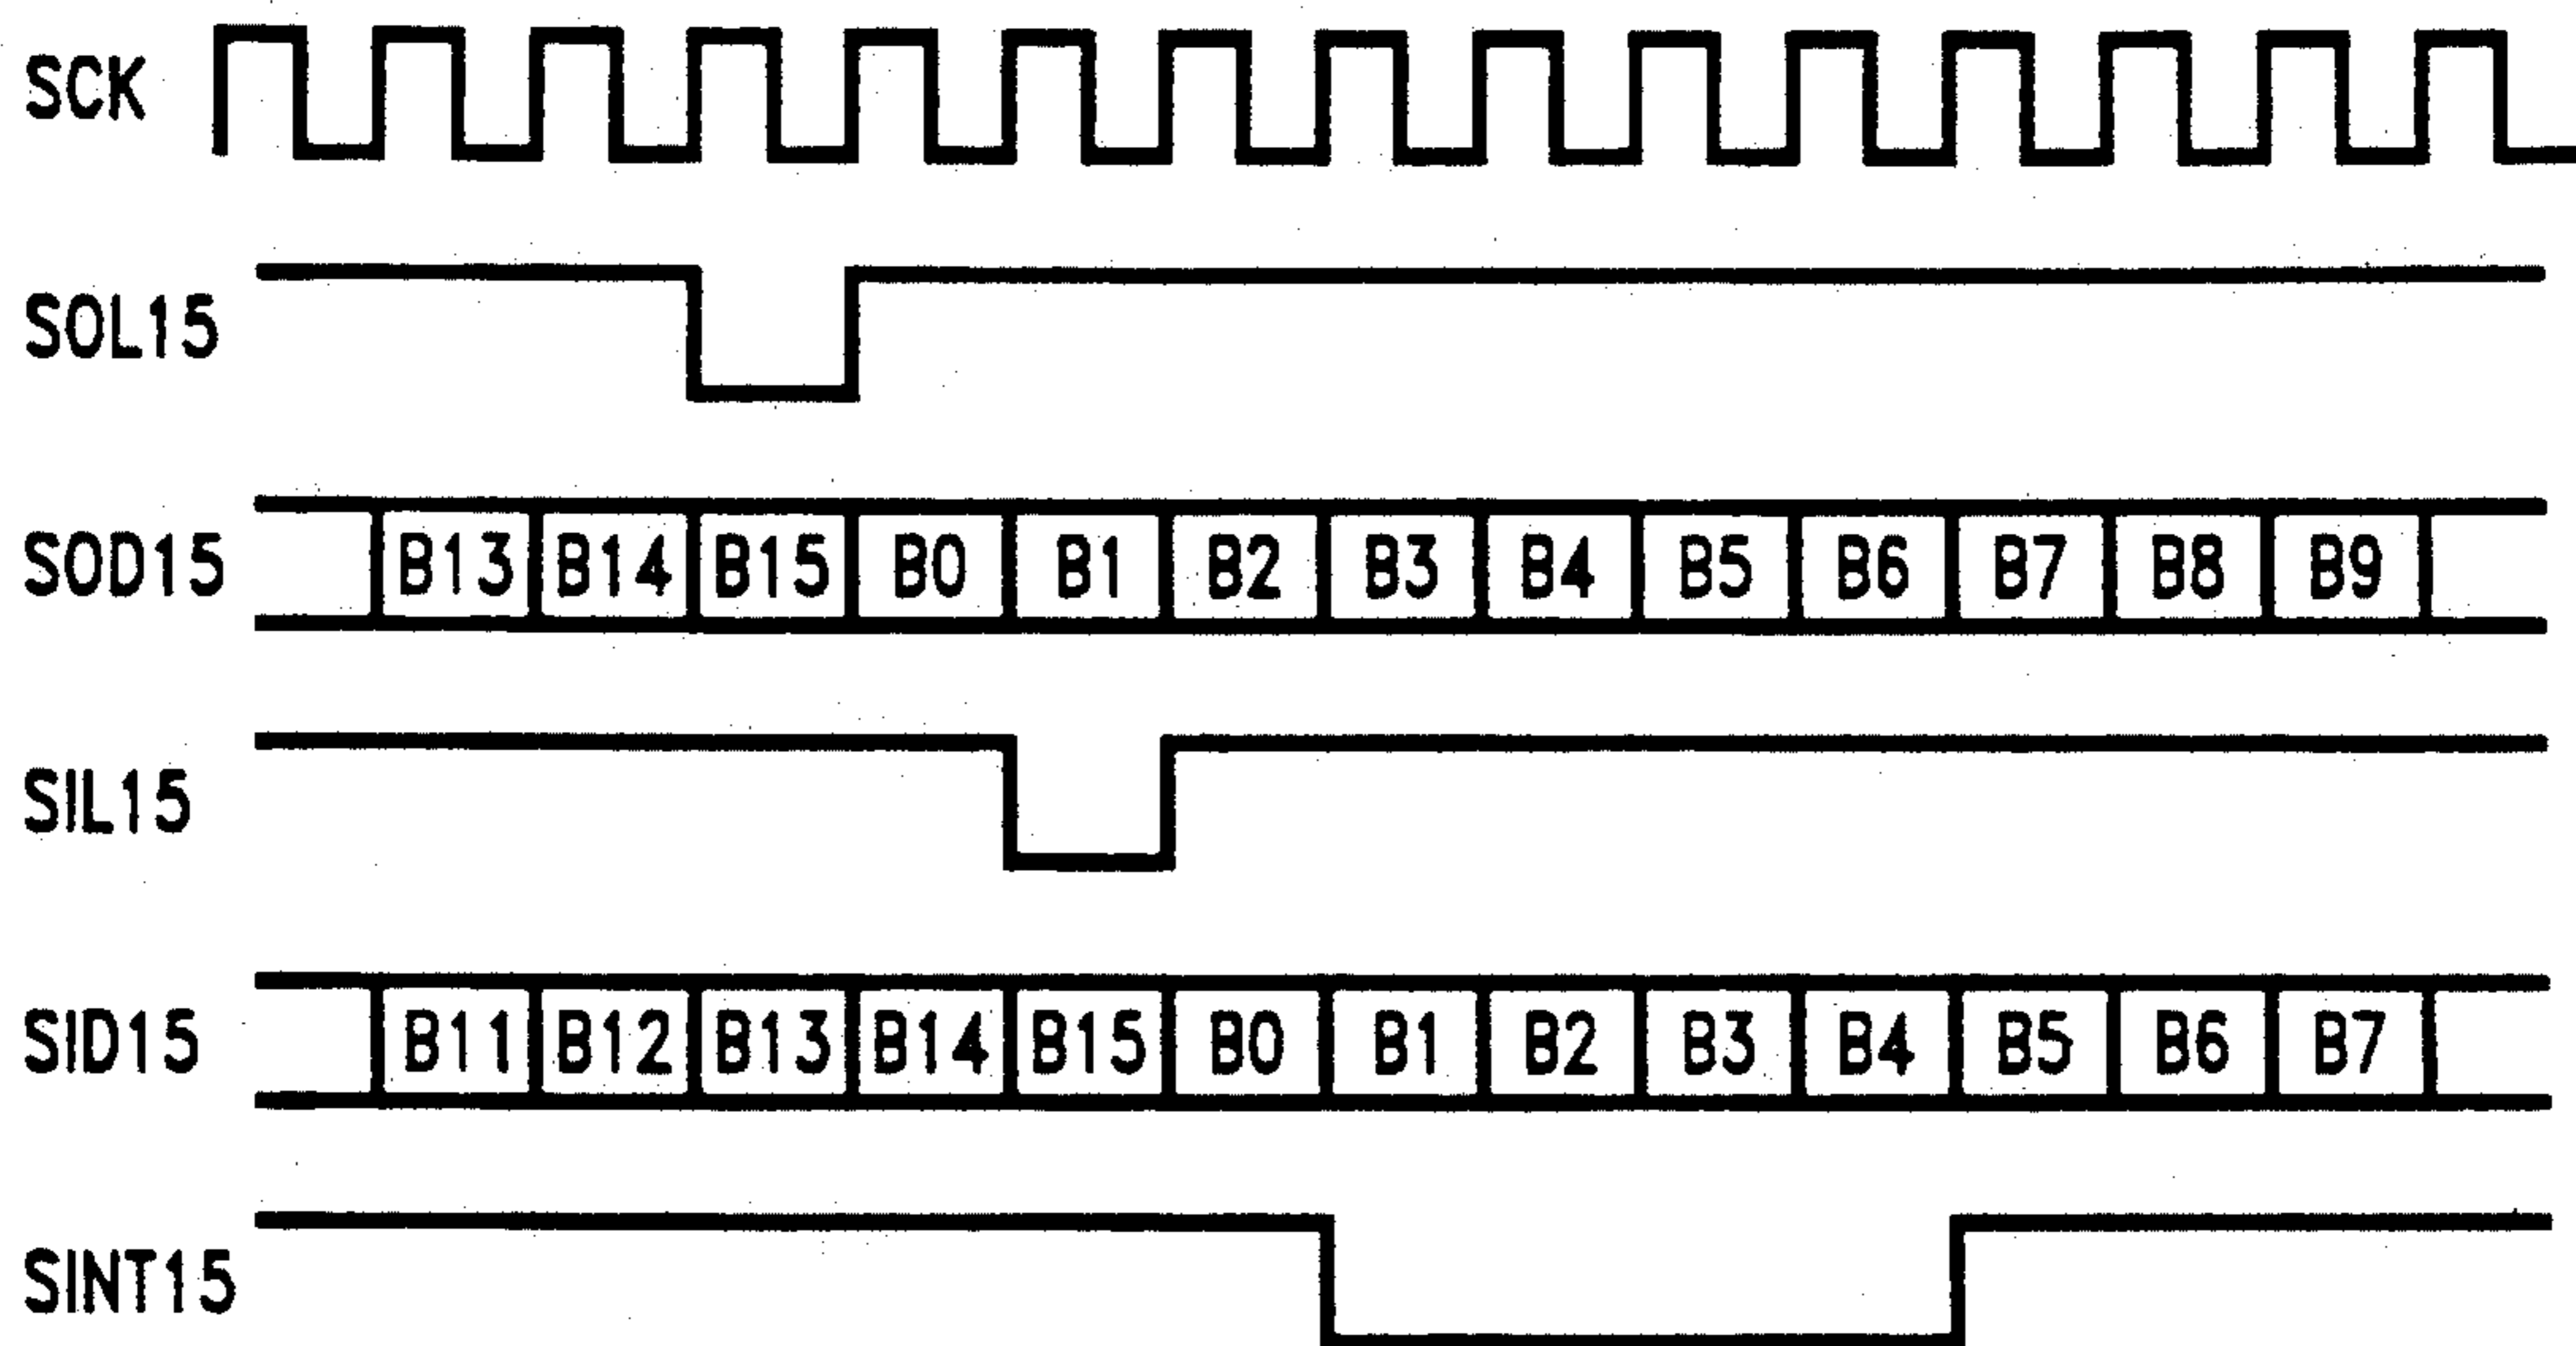 SCK
SOL15
SOD15 B13 B14 B15 B0 B1 B2 B3 B4 B5 B6 B7 B8 B9
SIL15
SID15 B11 B12 B13 B14 B15 B0 B1 B2 B3 B4 B5 B6 B7
SINT15